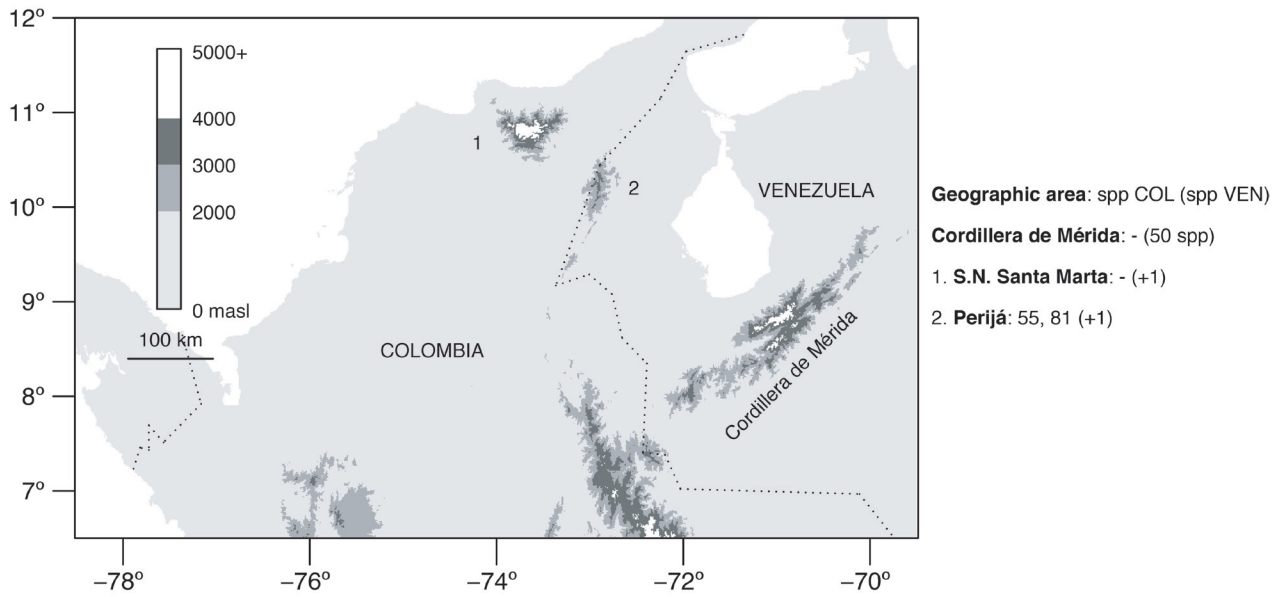 12º
11º
10º
9º
8º
7º
5000+
4000
3000
2000
0 masl
100 km
1
2
VENEZUELA
COLOMBIA
Cordillera de Mérida
–78º
–76º
–74º
–72º
–70º
Geographic area: spp COL (spp VEN)
Cordillera de Mérida: - (50 spp)
1. S.N. Santa Marta: - (+1)
2. Perijá: 55, 81 (+1)